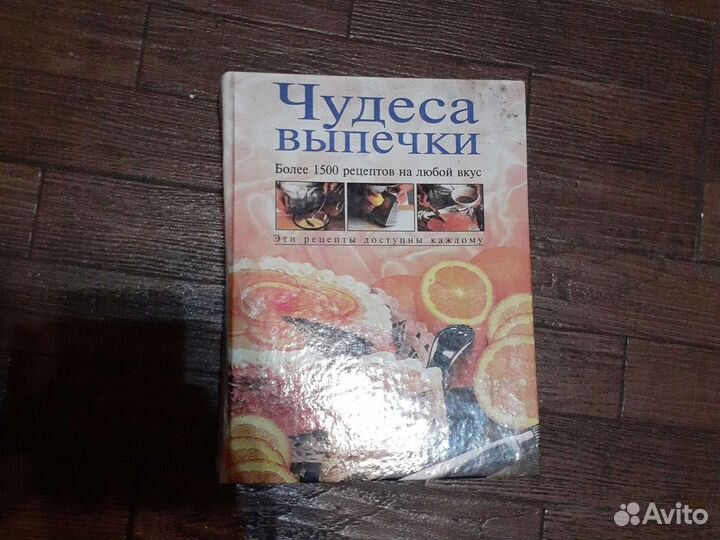 Чудеса
выпечки
Более 1500 рецептов на любой вкус
Эти рецепты доступны каждому
Avito